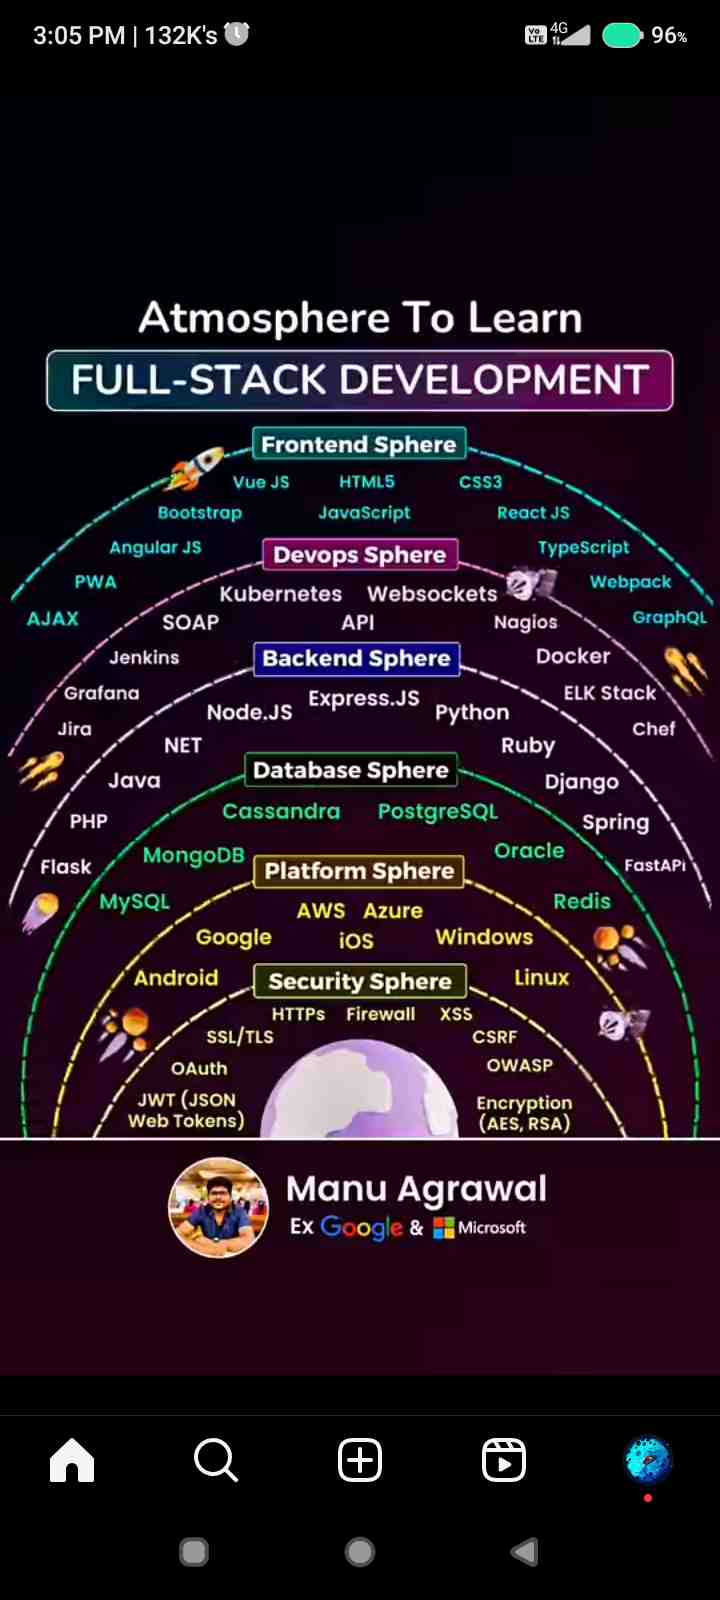 3:05 PM | 132K's
Vo LTE 4G 96%
Atmosphere To Learn
FULL-STACK DEVELOPMENT
Frontend Sphere
Vue JS HTML5 CSS3
Bootstrap JavaScript React JS
Angular JS TypeScript
PWA Webpack
AJAX GraphQL
Devops Sphere
Kubernetes Websockets
SOAP API Nagios
Jenkins Docker
Grafana ELK Stack
Jira Chef
Backend Sphere
Node.JS Express.JS Python
NET Ruby
Java Django
PHP Spring
Flask FastAPi
Database Sphere
Cassandra PostgreSQL
MongoDB Oracle
MySQL Redis
Platform Sphere
AWS Azure
Google iOS Windows
Android Linux
Security Sphere
HTTPs Firewall XSS
SSL/TLS CSRF
OAuth OWASP
JWT (JSON
Web Tokens)
Encryption
(AES, RSA)
Manu Agrawal
Ex Google & Microsoft